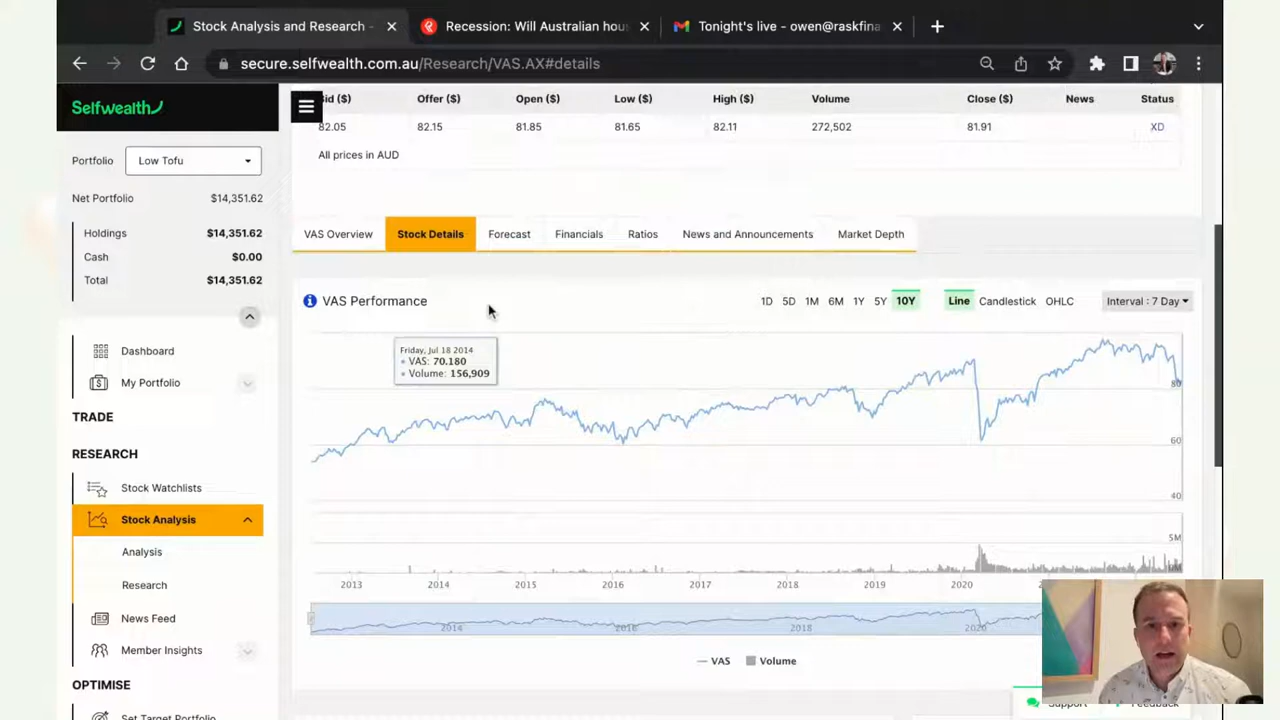 Stock Analysis and Research -
Recession: Will Australian hou
Tonight's live - owen@raskfina
secure.selfwealth.com.au/Research/VAS.AX#details
Selfwealth
Bid ($) Offer ($) Open ($) Low ($) High ($) Volume Close ($) News Status
82.05 82.15 81.85 81.65 82.11 272,502 81.91 XD
All prices in AUD
Portfolio Low Tofu
Net Portfolio $14,351.62
Holdings $14,351.62
Cash $0.00
Total $14,351.62
Dashboard
My Portfolio
TRADE
RESEARCH
Stock Watchlists
Stock Analysis
Analysis
Research
News Feed
Member Insights
OPTIMISE
Set Target Portfolio
VAS Overview Stock Details Forecast Financials Ratios News and Announcements Market Depth
VAS Performance
1D 5D 1M 6M 1Y 5Y 10Y Line Candlestick OHLC Interval : 7 Day
Friday, Jul 18 2014
VAS: 70.180
Volume: 156,909
80
60
40
5M
2013 2014 2015 2016 2017 2018 2019 2020
2014 2016 2018 2020
VAS Volume
Support Feedback